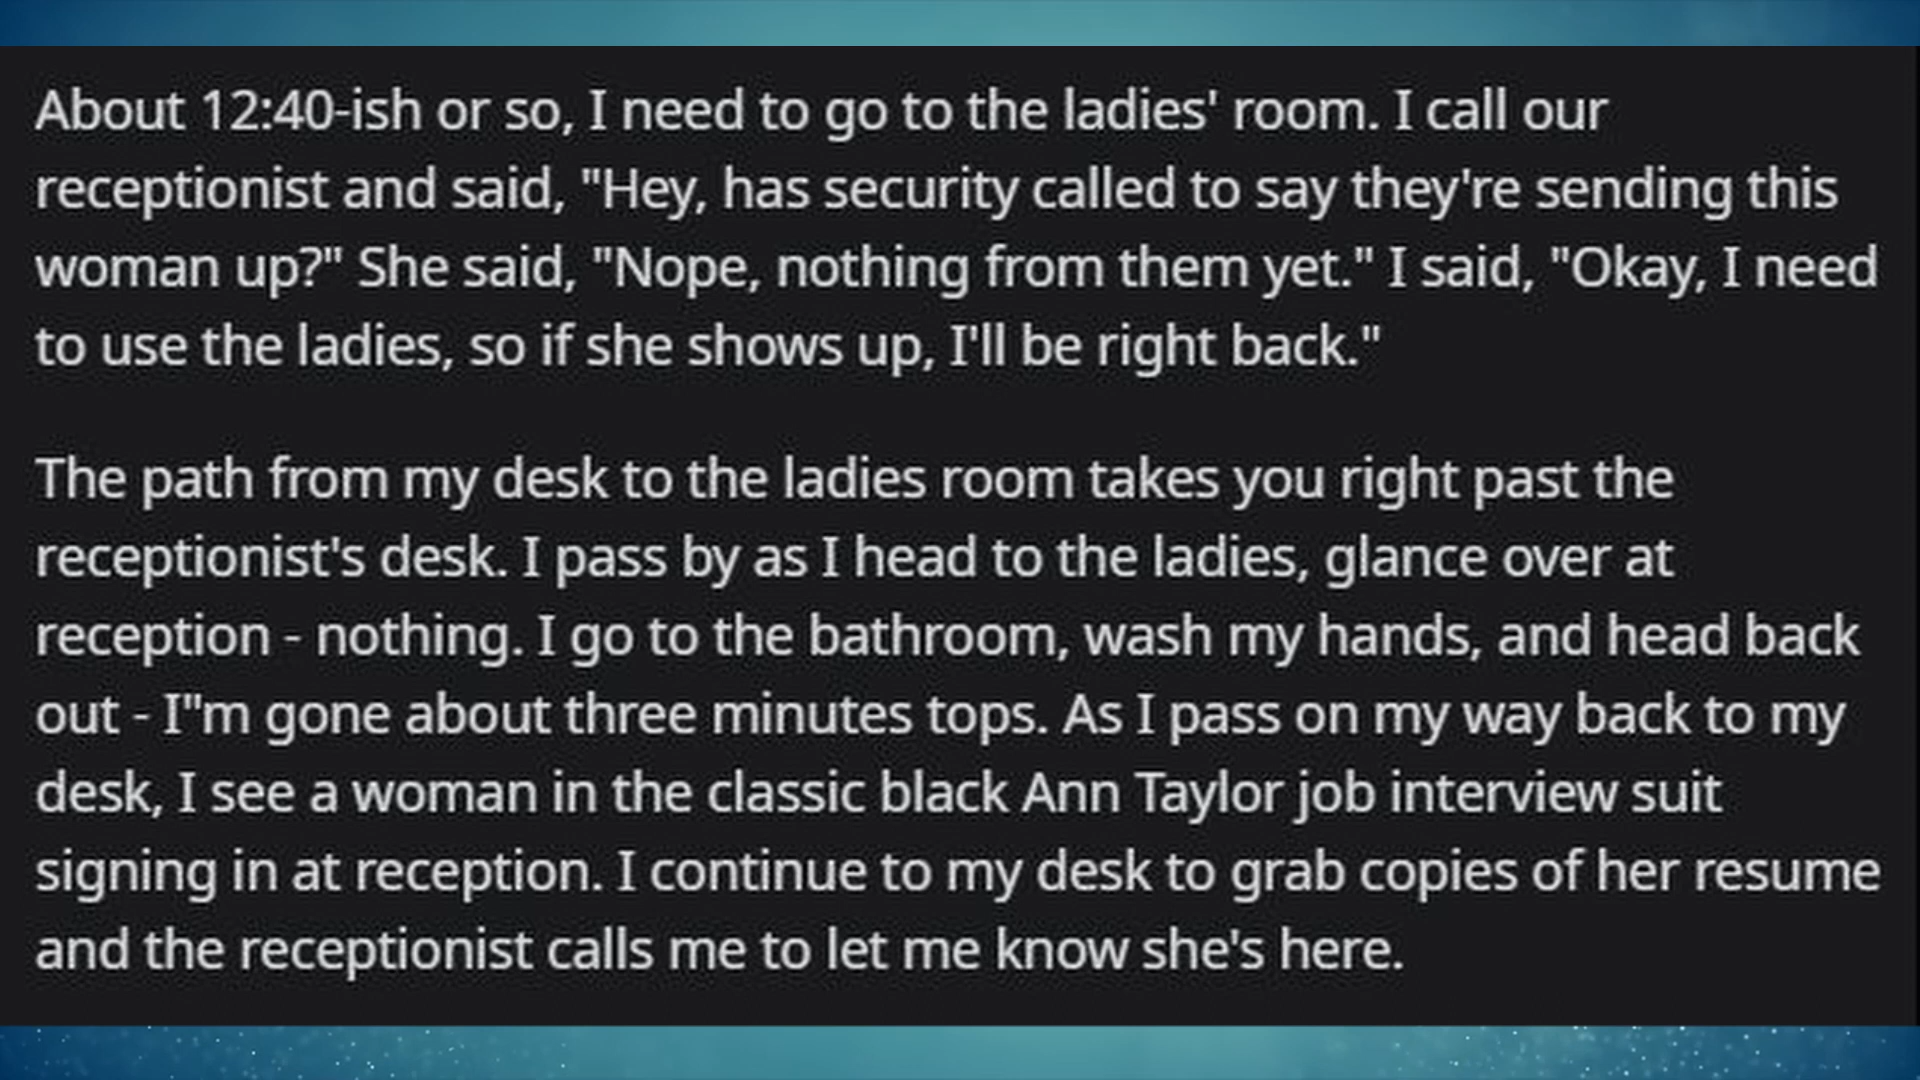 About 12:40-ish or so, I need to go to the ladies' room. I call our
receptionist and said, "Hey, has security called to say they're sending this
woman up?" She said, "Nope, nothing from them yet." I said, "Okay, I need
to use the ladies, so if she shows up, I'll be right back."
The path from my desk to the ladies room takes you right past the
receptionist's desk. I pass by as I head to the ladies, glance over at
reception - nothing. I go to the bathroom, wash my hands, and head back
out - I"m gone about three minutes tops. As I pass on my way back to my
desk, I see a woman in the classic black Ann Taylor job interview suit
signing in at reception. I continue to my desk to grab copies of her resume
and the receptionist calls me to let me know she's here.